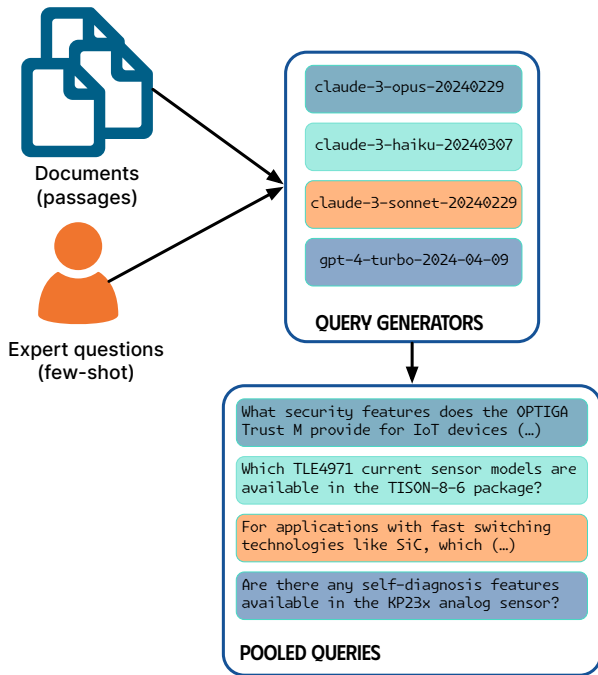 Documents
(passages)
Expert questions
(few-shot)
claude-3-opus-20240229
claude-3-haiku-20240307
claude-3-sonnet-20240229
gpt-4-turbo-2024-04-09
QUERY GENERATORS
What security features does the OPTIGA
Trust M provide for IoT devices (…)
Which TLE4971 current sensor models are
available in the TISON-8-6 package?
For applications with fast switching
technologies like SiC, which (…)
Are there any self-diagnosis features
available in the KP23x analog sensor?
POOLED QUERIES